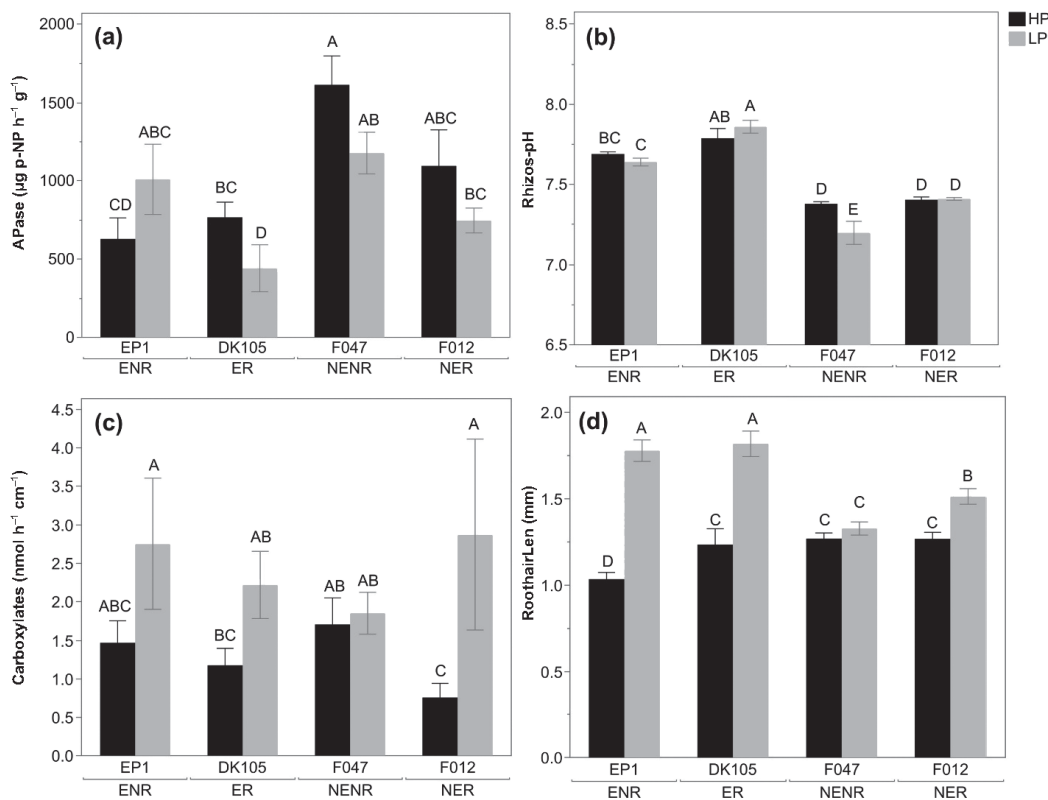 (a)
APase (µg p-NP h⁻¹ g⁻¹)
2000
1500
1000
500
0
CD ABC BC D A AB ABC BC
EP1 DK105 F047 F012
ENR ER NENR NER
(b)
HP
LP
Rhizos-pH
8.5
8.0
7.5
7.0
6.5
BC C AB A D E D D
EP1 DK105 F047 F012
ENR ER NENR NER
(c)
Carboxylates (nmol h⁻¹ cm⁻¹)
4.5
4.0
3.5
3.0
2.5
2.0
1.5
1.0
0.5
0.0
ABC A BC AB AB AB C A
EP1 DK105 F047 F012
ENR ER NENR NER
(d)
RoothairLen (mm)
2.0
1.5
1.0
0.5
0.0
D A C A C C C B
EP1 DK105 F047 F012
ENR ER NENR NER